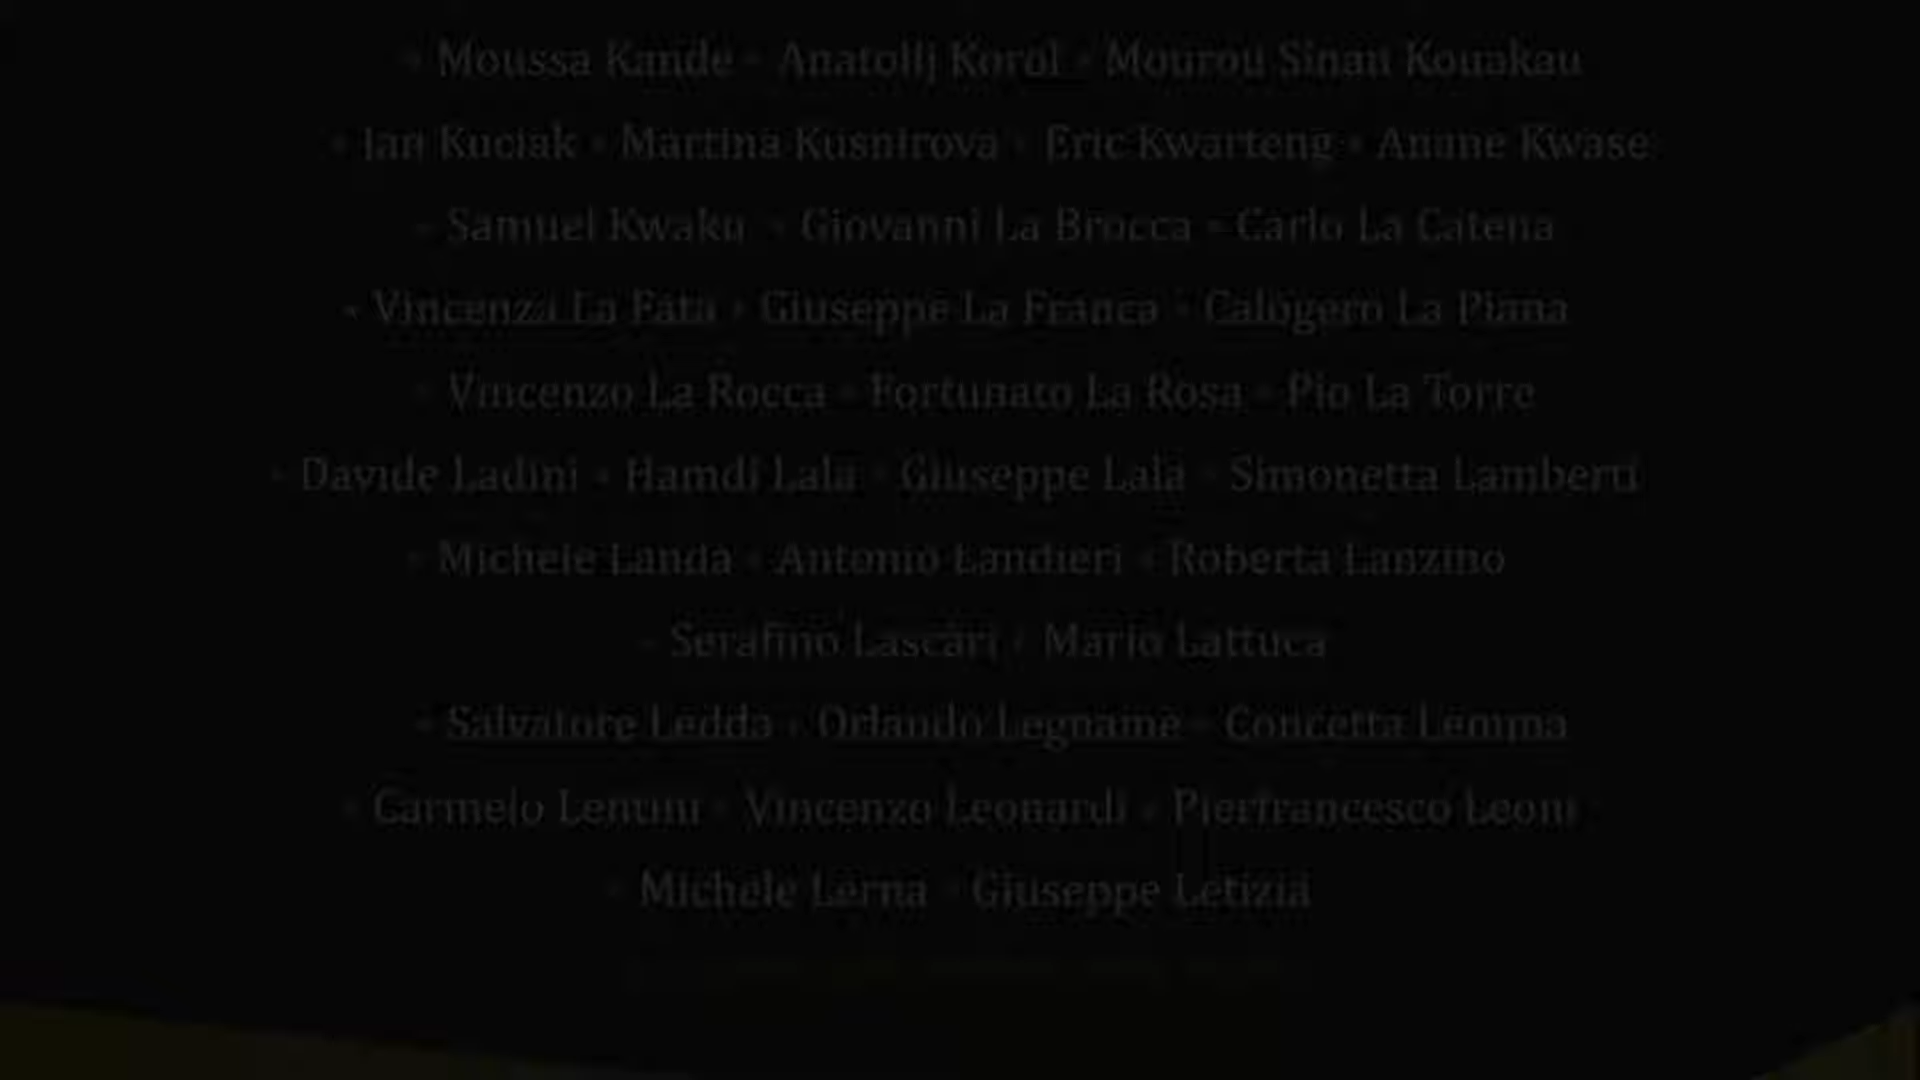 - Moussa Kande - Anatolij Korol - Mourou Sinan Kouakau
- Jan Kuciak - Martina Kusnirova - Eric Kwarteng - Anane Kwase
- Samuel Kwaku - Giovanni La Brocca - Carlo La Catena
- Vincenza La Fata - Giuseppe La Franca - Calogero La Piana
- Vincenzo La Rocca - Fortunato La Rosa - Pio La Torre
- Davide Ladini - Hamdi Lala - Giuseppe Lala - Simonetta Lamberti
- Michele Landa - Antonio Landieri - Roberta Lanzino
- Serafino Lascari - Mario Lattuca
- Salvatore Ledda - Orlando Legname - Concetta Lemma
- Carmelo Lentini - Vincenzo Leonardi - Pierfrancesco Leoni
- Michele Lerna - Giuseppe Letizia